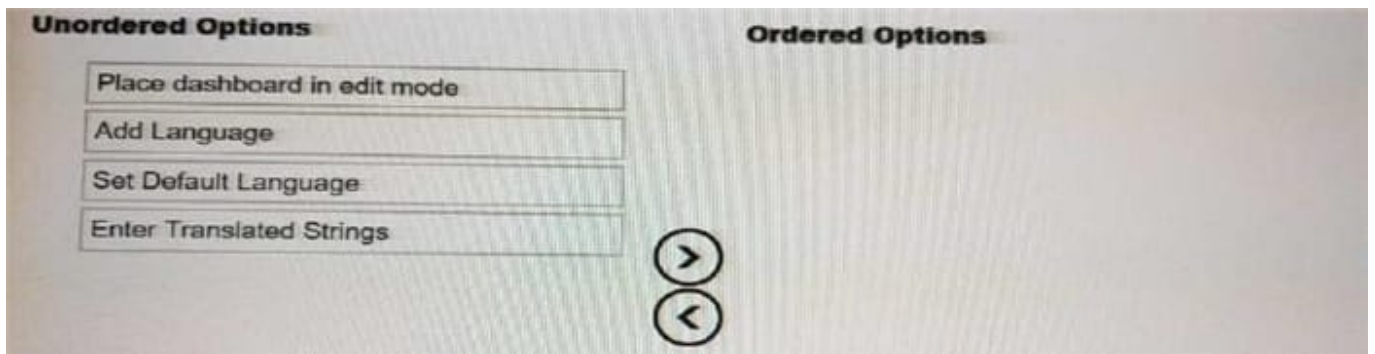 Unordered Options
Ordered Options
Place dashboard in edit mode
Add Language
Set Default Language
Enter Translated Strings